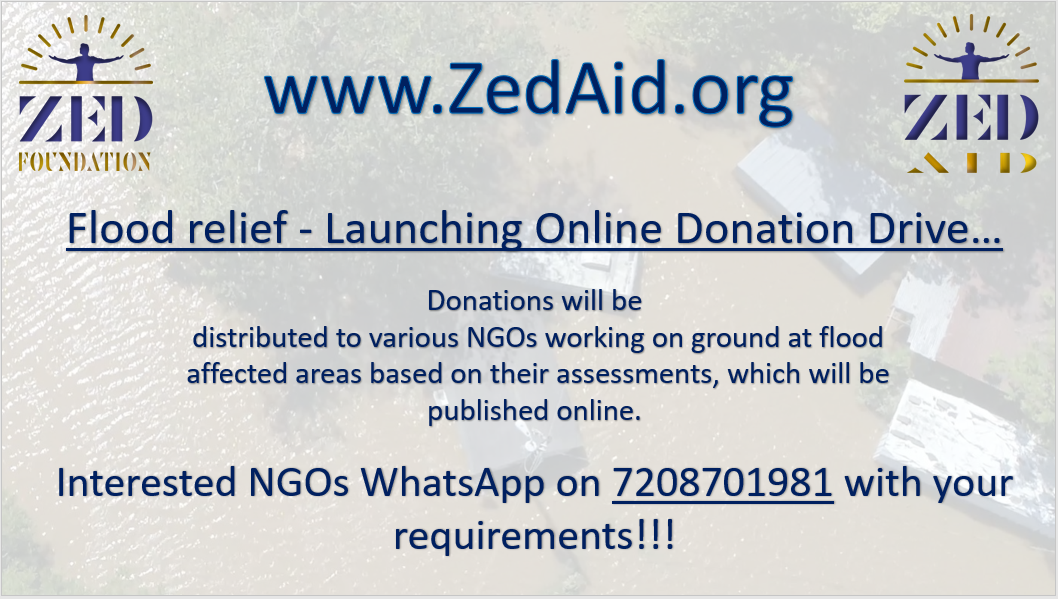 ZED
FOUNDATION
www.ZedAid.org
ZED
AID
Flood relief - Launching Online Donation Drive...
Donations will be
distributed to various NGOs working on ground at flood
affected areas based on their assessments, which will be
published online.
Interested NGOs WhatsApp on 7208701981 with your
requirements!!!